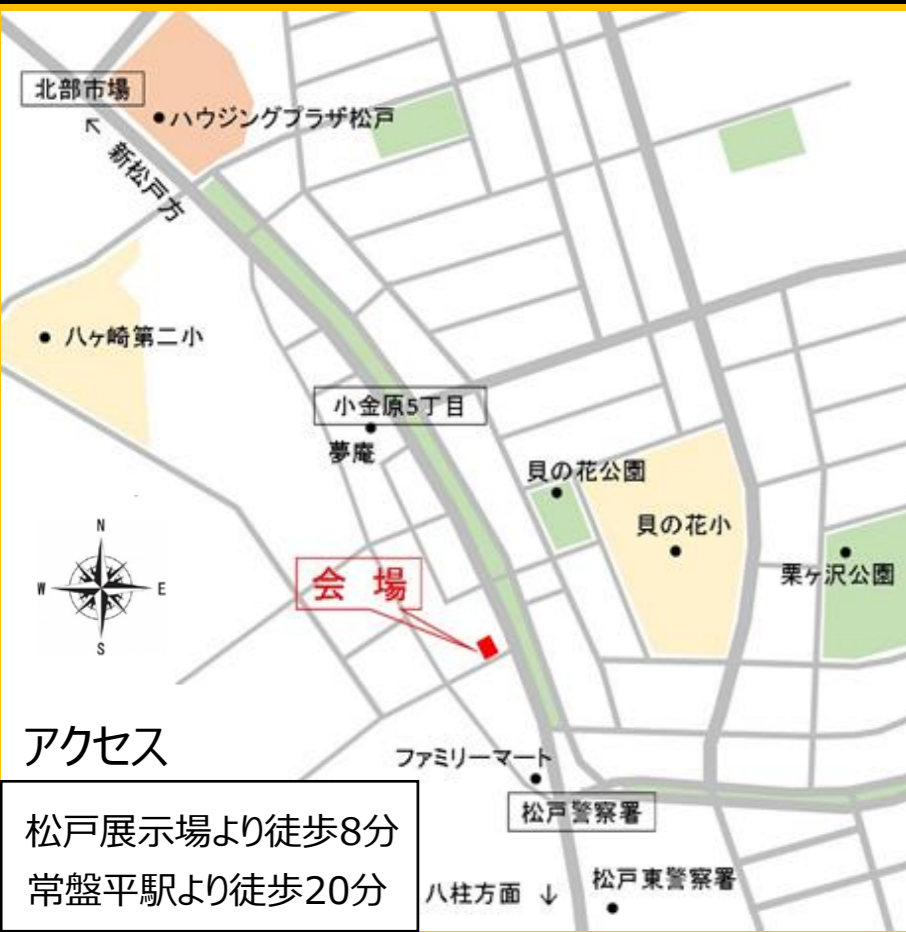 北部市場
ハウジングプラザ松戸
新松戸方
八ヶ崎第二小
小金原5丁目
夢庵
貝の花公園
貝の花小
栗ヶ沢公園
N
W
E
S
会 場
アクセス
ファミリーマート
松戸警察署
松戸展示場より徒歩8分
常盤平駅より徒歩20分
八柱方面 ↓
松戸東警察署